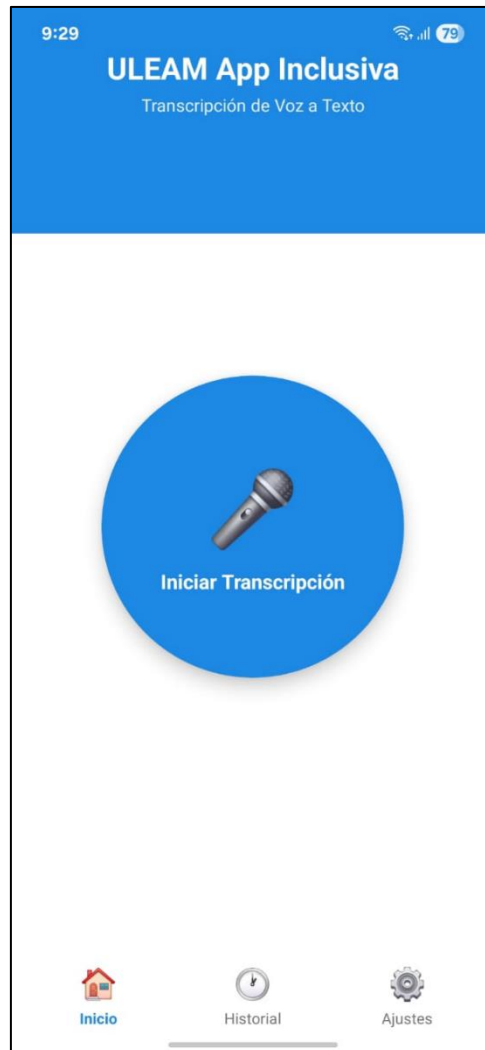 9:29 79
ULEAM App Inclusiva
Transcripción de Voz a Texto
Iniciar Transcripción
Inicio Historial Ajustes